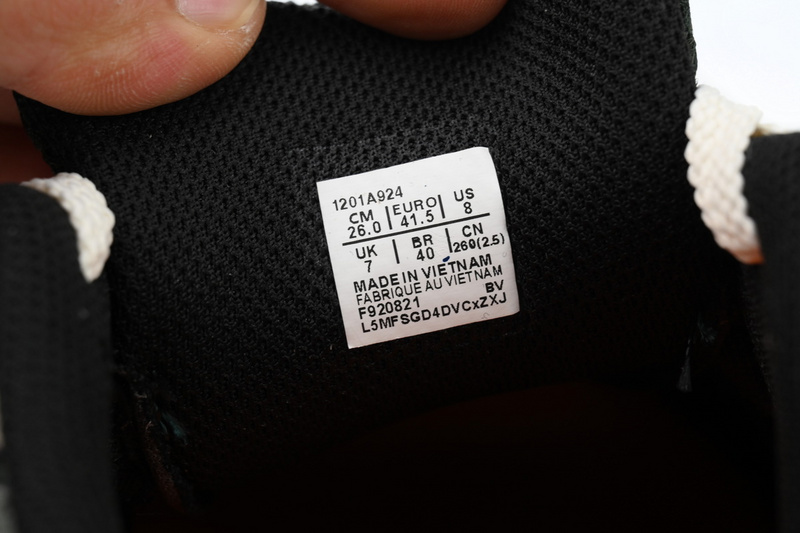 1201A924
CM EURO US
26.0 41.5 8
UK BR CN
7 40 260(2.5)
MADE IN VIETNAM
FABRIQUE AU VIETNAM
F920821 BV
L5MFSGD4DVCxZXJ